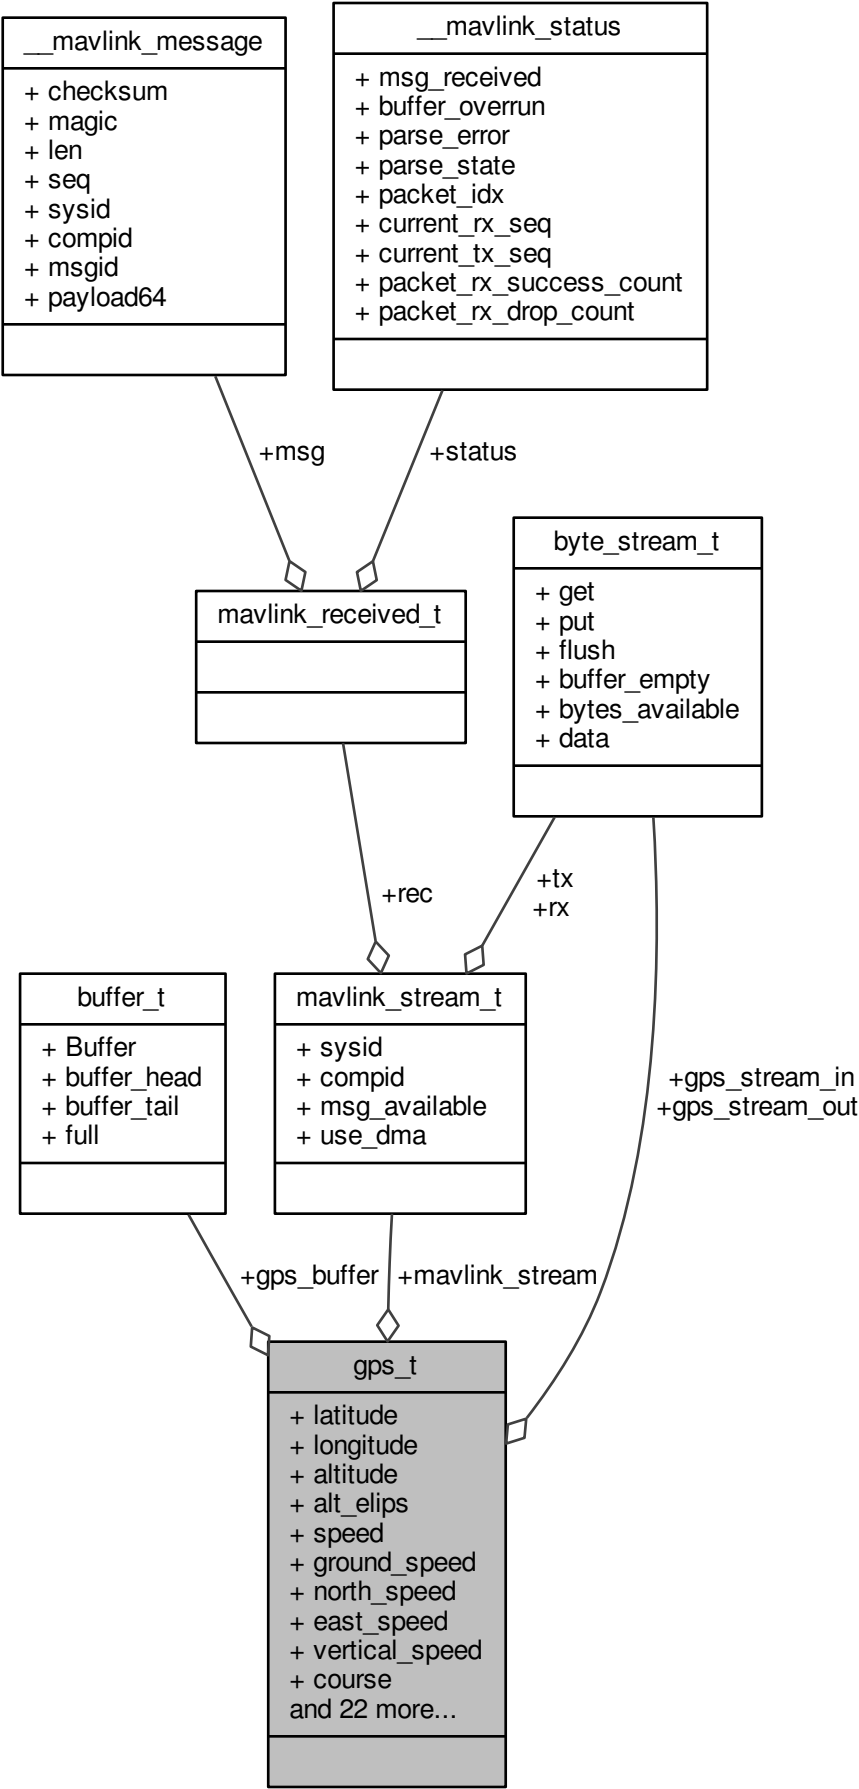 __mavlink_message
+ checksum
+ magic
+ len
+ seq
+ sysid
+ compid
+ msgid
+ payload64
__mavlink_status
+ msg_received
+ buffer_overrun
+ parse_error
+ parse_state
+ packet_idx
+ current_rx_seq
+ current_tx_seq
+ packet_rx_success_count
+ packet_rx_drop_count
+msg
+status
mavlink_received_t
byte_stream_t
+ get
+ put
+ flush
+ buffer_empty
+ bytes_available
+ data
+rec
+tx
+rx
buffer_t
+ Buffer
+ buffer_head
+ buffer_tail
+ full
mavlink_stream_t
+ sysid
+ compid
+ msg_available
+ use_dma
+gps_stream_in
+gps_stream_out
+gps_buffer
+mavlink_stream
gps_t
+ latitude
+ longitude
+ altitude
+ alt_elips
+ speed
+ ground_speed
+ north_speed
+ east_speed
+ vertical_speed
+ course
and 22 more...